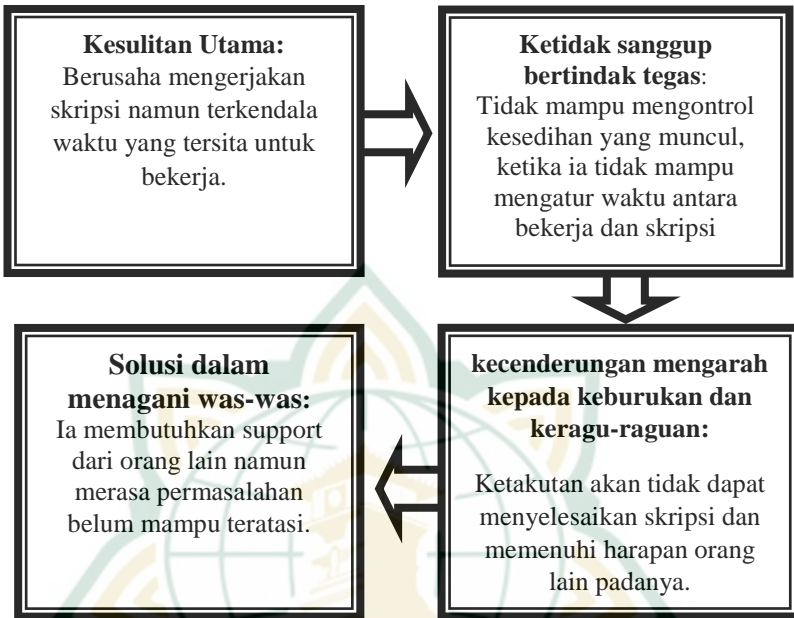 Kesulitan Utama:
Berusaha mengerjakan
skripsi namun terkendala
waktu yang tersita untuk
bekerja.
Ketidak sanggup
bertindak tegas:
Tidak mampu mengontrol
kesedihan yang muncul,
ketika ia tidak mampu
mengatur waktu antara
bekerja dan skripsi
kecenderungan mengarah
kepada keburukan dan
keragu-raguan:
Ketakutan akan tidak dapat
menyelesaikan skripsi dan
memenuhi harapan orang
lain padanya.
Solusi dalam
menagani was-was:
Ia membutuhkan support
dari orang lain namun
merasa permasalahan
belum mampu teratasi.